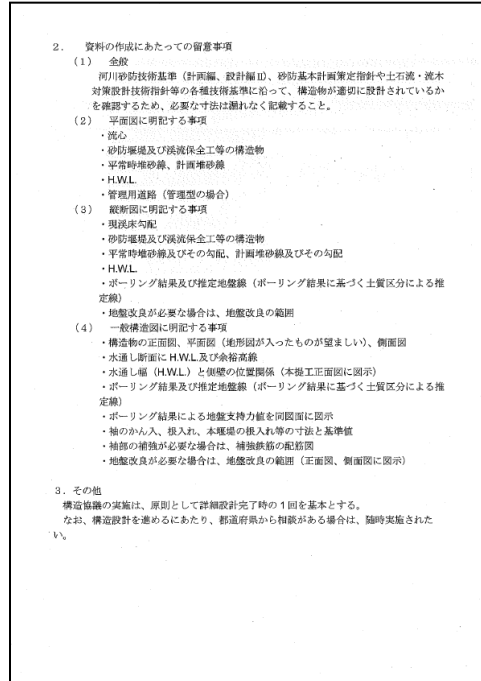 2． 資料の作成にあたっての留意事項
（1） 全般
河川砂防技術基準（計画編、設計編Ⅱ）、砂防基本計画策定指針や土石流・流木
対策設計技術指針等の各種技術基準に沿って、構造物が適切に設計されているか
を確認するため、必要な寸法は漏れなく記載すること。
（2） 平面図に明記する事項
・流心
・砂防堰堤及び渓流保全工等の構造物
・平常時堆砂線、計画堆砂線
・H.W.L.
・管理用道路（管理型の場合）
（3） 縦断図に明記する事項
・現渓床勾配
・砂防堰堤及び渓流保全工等の構造物
・平常時堆砂線及びその勾配、計画堆砂線及びその勾配
・H.W.L.
・ボーリング結果及び推定地盤線（ボーリング結果に基づく土質区分による推
定線）
・地盤改良が必要な場合は、地盤改良の範囲
（4） 一般構造図に明記する事項
・構造物の正面図、平面図（地形図が入ったものが望ましい）、側面図
・水通し断面に H.W.L.及び余裕高線
・水通し幅（H.W.L.）と側壁の位置関係（本堤工正面図に図示）
・ボーリング結果及び推定地盤線（ボーリング結果に基づく土質区分による推
定線）
・ボーリング結果による地盤支持力値を同図面に図示
・袖のかん入、根入れ、本堰堤の根入れ等の寸法と基準値
・袖部の補強が必要な場合は、補強鉄筋の配筋図
・地盤改良が必要な場合は、地盤改良の範囲（正面図、側面図に図示）
3．その他
構造協議の実施は、原則として詳細設計完了時の1回を基本とする。
なお、構造設計を進めるにあたり、都道府県から相談がある場合は、随時実施された
い。